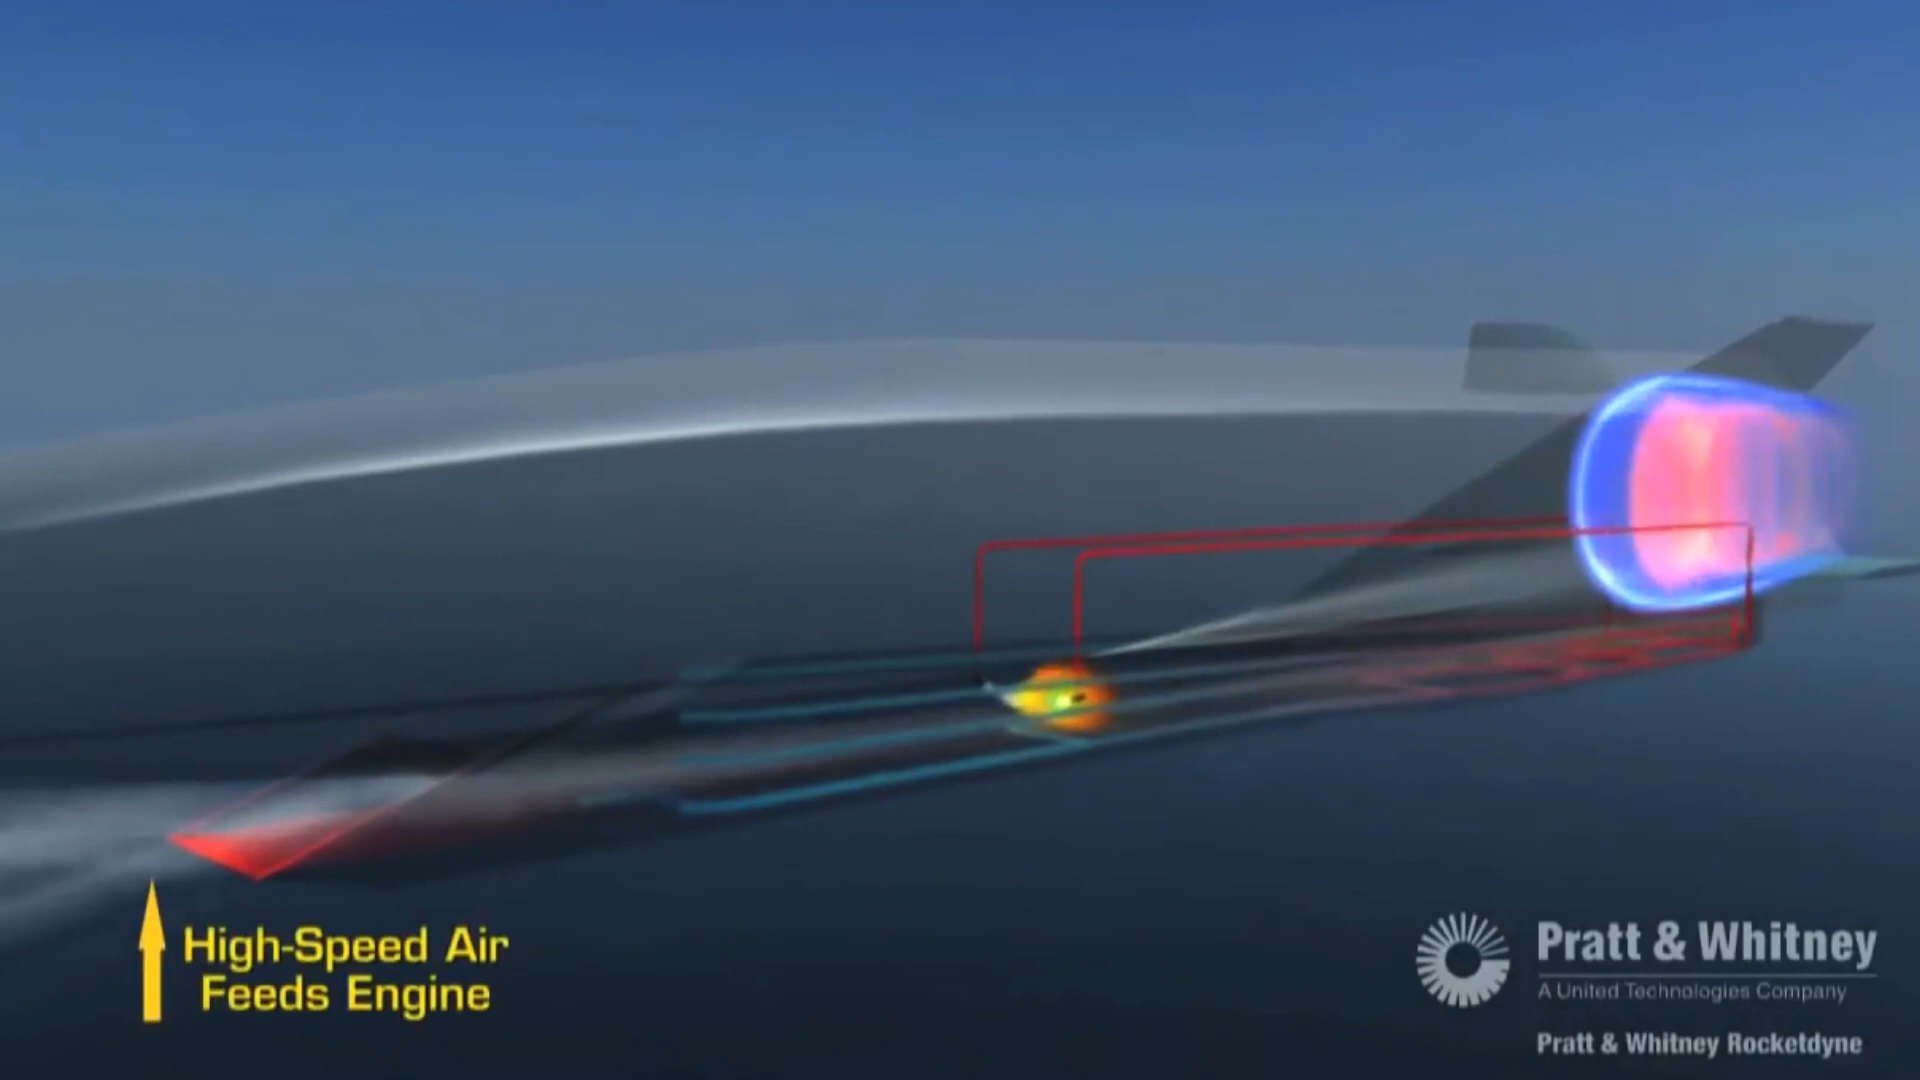 High-Speed Air
Feeds Engine
Pratt & Whitney
A United Technologies Company
Pratt & Whitney Rocketdyne